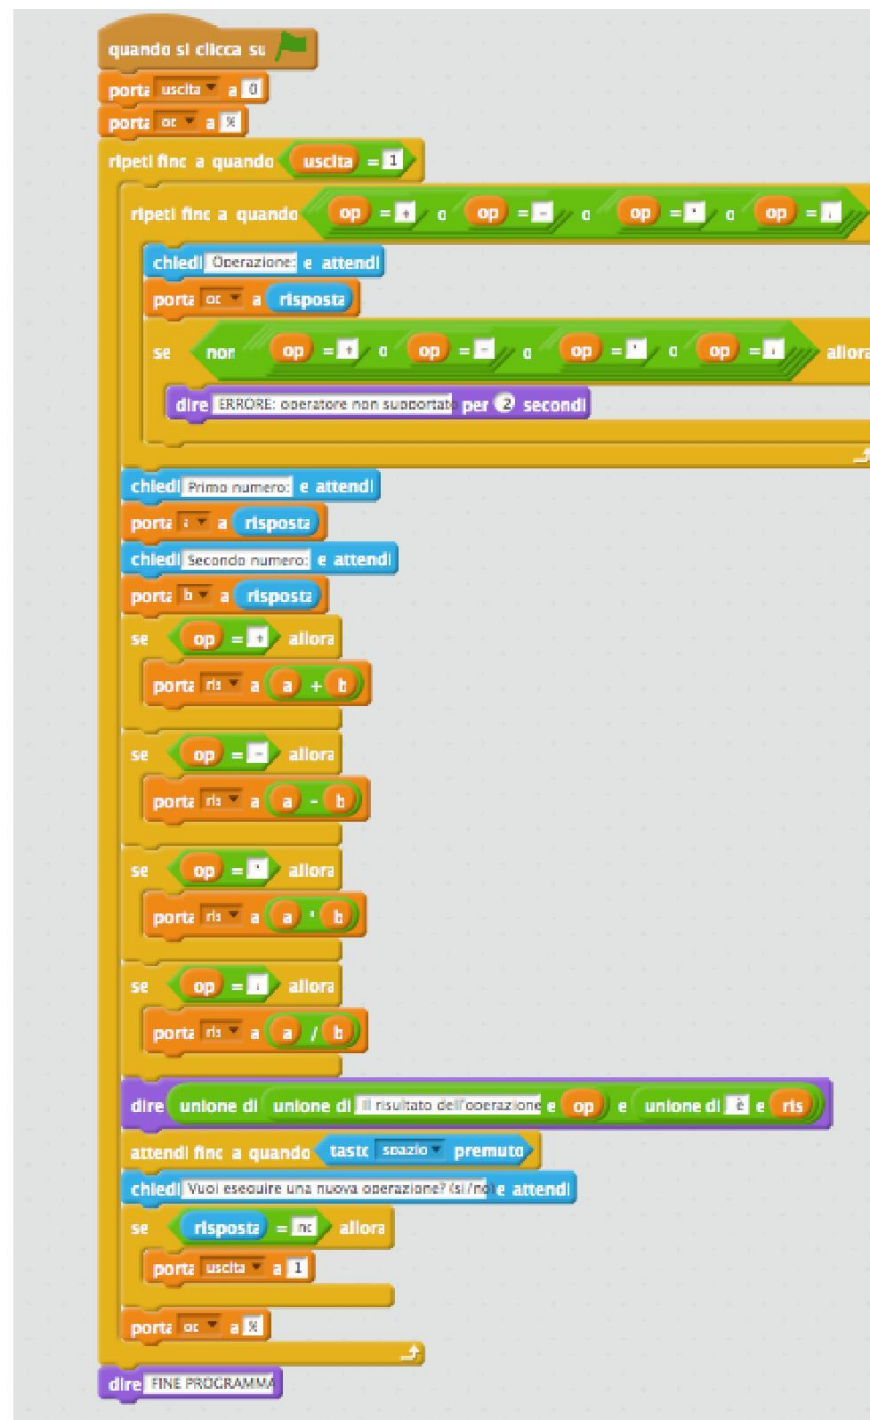 quando si clicca su
porta uscita a 0
porta op a %
ripeti fino a quando uscita = 1
ripeti fino a quando op = + o op = - o op = * o op =
chiedi Operazione: e attendi
porta op a risposta
se non op = + o op = - o op = * o op = allora
dire ERRORE: operatore non supportato per 2 secondi
chiedi Primo numero: e attendi
porta a a risposta
chiedi Secondo numero: e attendi
porta b a risposta
se op = + allora
porta ris a a + b
se op = - allora
porta ris a a - b
se op = * allora
porta ris a a * b
se op = allora
porta ris a a / b
dire unione di unione di Il risultato dell'operazione e op e unione di è e ris
attendi fino a quando tasto spazio premuto
chiedi Vuoi eseguire una nuova operazione? (si/no) e attendi
se risposta = no allora
porta uscita a 1
porta op a %
dire FINE PROGRAMMA